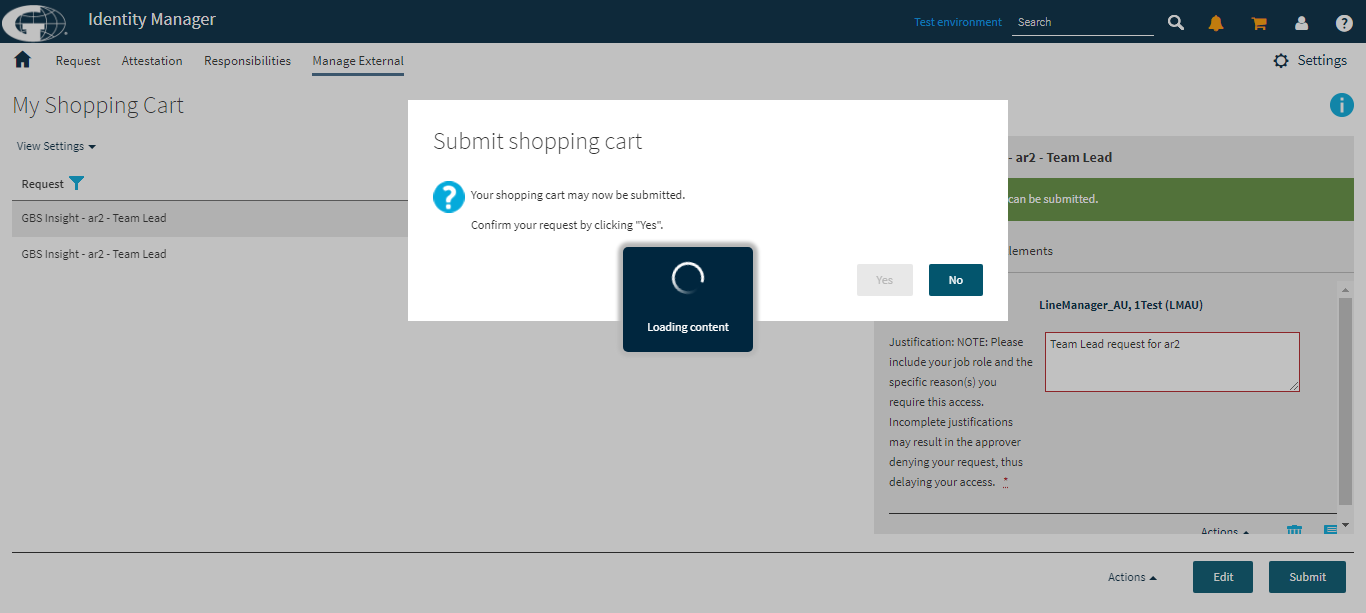 Identity Manager
Test environment
Search
Request
Attestation
Responsibilities
Manage External
Settings
My Shopping Cart
View Settings
Request
GBS Insight - ar2 - Team Lead
GBS Insight - ar2 - Team Lead
Submit shopping cart
Your shopping cart may now be submitted.
Confirm your request by clicking "Yes".
Yes
No
Loading content
- ar2 - Team Lead
can be submitted.
lements
LineManager_AU, 1Test (LMAU)
Justification: NOTE: Please
include your job role and the
specific reason(s) you
require this access.
Incomplete justifications
may result in the approver
denying your request, thus
delaying your access. *
Team Lead request for ar2
Actions
Actions
Edit
Submit